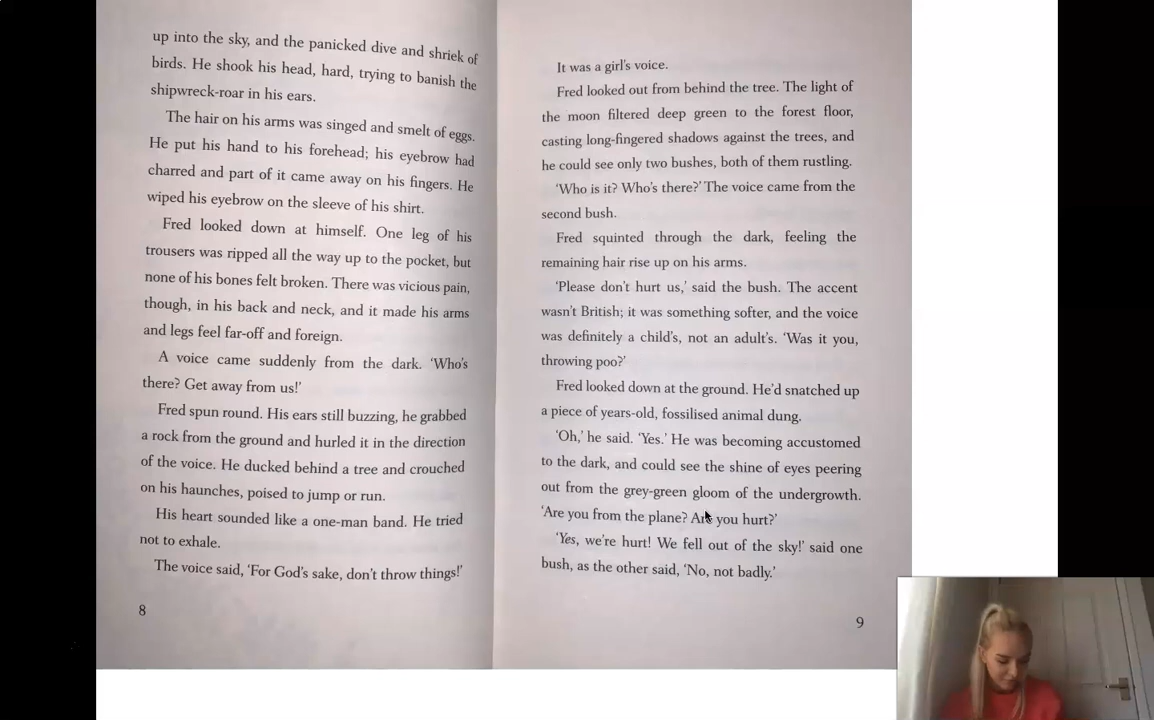 up into the sky, and the panicked dive and shriek of
birds. He shook his head, hard, trying to banish the
shipwreck-roar in his ears.
The hair on his arms was singed and smelt of eggs.
He put his hand to his forehead; his eyebrow had
charred and part of it came away on his fingers. He
wiped his eyebrow on the sleeve of his shirt.
Fred looked down at himself. One leg of his
trousers was ripped all the way up to the pocket, but
none of his bones felt broken. There was vicious pain,
though, in his back and neck, and it made his arms
and legs feel far-off and foreign.
A voice came suddenly from the dark. ‘Who's
there? Get away from us!’
Fred spun round. His ears still buzzing, he grabbed
a rock from the ground and hurled it in the direction
of the voice. He ducked behind a tree and crouched
on his haunches, poised to jump or run.
His heart sounded like a one-man band. He tried
not to exhale.
The voice said, ‘For God's sake, don't throw things!’
8
It was a girl's voice.
Fred looked out from behind the tree. The light of
the moon filtered deep green to the forest floor,
casting long-fingered shadows against the trees, and
he could see only two bushes, both of them rustling.
‘Who is it? Who's there?’ The voice came from the
second bush.
Fred squinted through the dark, feeling the
remaining hair rise up on his arms.
‘Please don't hurt us,’ said the bush. The accent
wasn't British; it was something softer, and the voice
was definitely a child's, not an adult's. ‘Was it you,
throwing poo?’
Fred looked down at the ground. He'd snatched up
a piece of years-old, fossilised animal dung.
‘Oh,’ he said. ‘Yes.’ He was becoming accustomed
to the dark, and could see the shine of eyes peering
out from the grey-green gloom of the undergrowth.
‘Are you from the plane? Are you hurt?’
‘Yes, we're hurt! We fell out of the sky!’ said one
bush, as the other said, ‘No, not badly.’
9